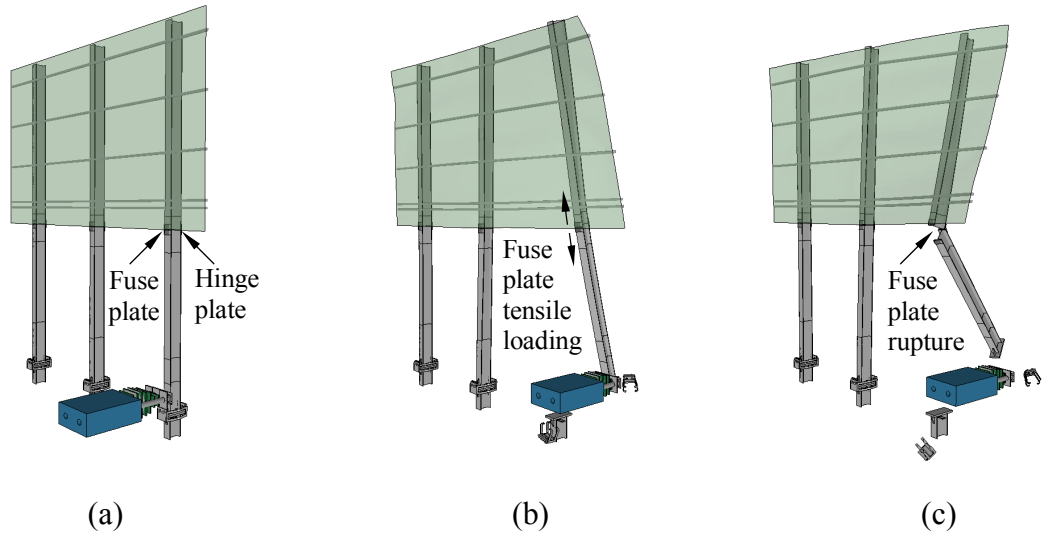 Fuse
plate
Hinge
plate
(a)
Fuse
plate
tensile
loading
(b)
Fuse
plate
rupture
(c)